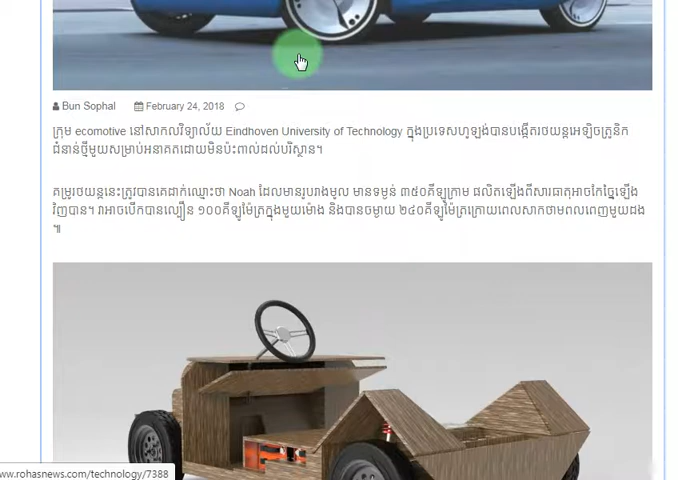 Bun Sophal February 24, 2018
ក្រុម ecomotive នៅសាកលវិទ្យាល័យ Eindhoven University of Technology ក្នុងប្រទេសហូឡង់បានបង្កើតរថយន្តអេឡិចត្រូនិក
ជំនាន់ថ្មីមួយសម្រាប់អនាគតដោយមិនប៉ះពាល់ដល់បរិស្ថាន។
គម្រូរថយន្តនេះត្រូវបានគេដាក់ឈ្មោះថា Noah ដែលមានរូបរាងមូល មានទម្ងន់ ៣៥០គីឡូក្រាម ផលិតឡើងពីសារធាតុអាចកែច្នៃឡើង
វិញបាន។ វាអាចបើកបានល្បឿន ១០០គីឡូម៉ែត្រក្នុងមួយម៉ោង និងបានចម្ងាយ ២៤០គីឡូម៉ែត្រក្រោយពេលសាកថាមពលពេញមួយដង
៕
ww.rohasnews.com/technology/7388